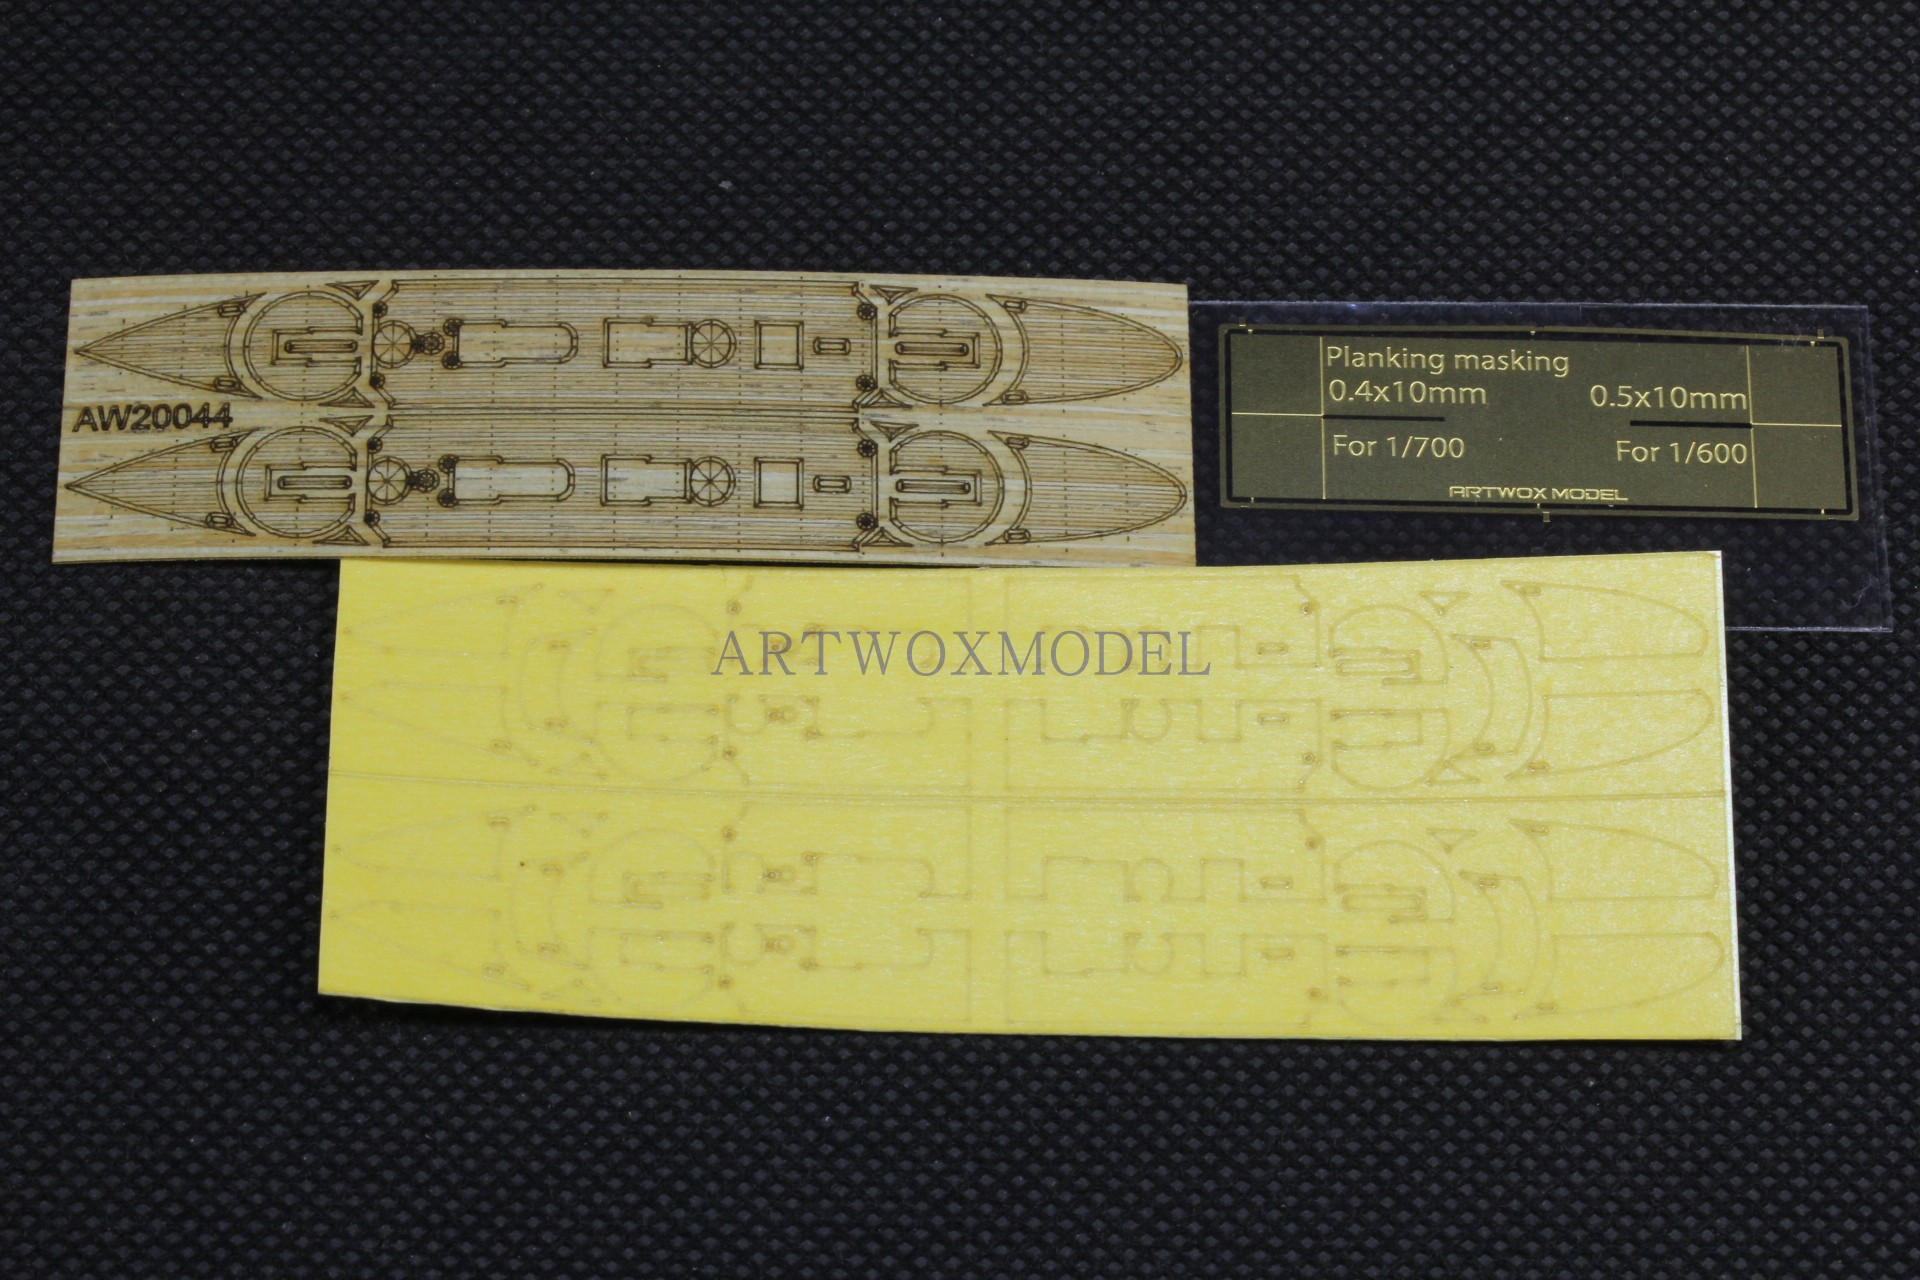 AW20044
Planking masking
0.4x10mm
0.5x10mm
For 1/700
For 1/600
ARTWOX MODEL
ARTWOXMODEL